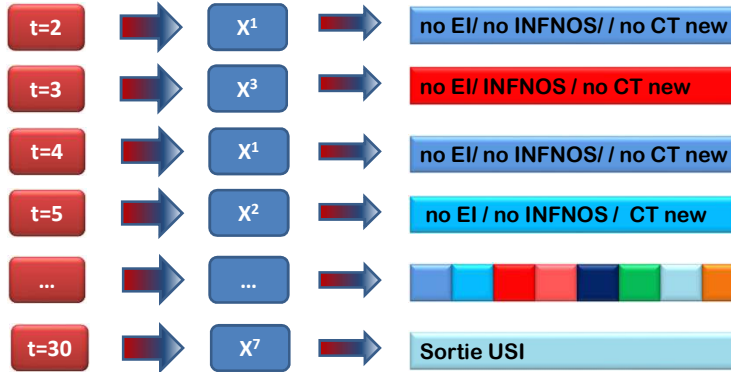 t=2 X¹ no EI/ no INFNOS/ / no CT new
t=3 X³ no EI/ INFNOS / no CT new
t=4 X¹ no EI/ no INFNOS/ / no CT new
t=5 X² no EI / no INFNOS / CT new
... ...
t=30 X⁷ Sortie USI